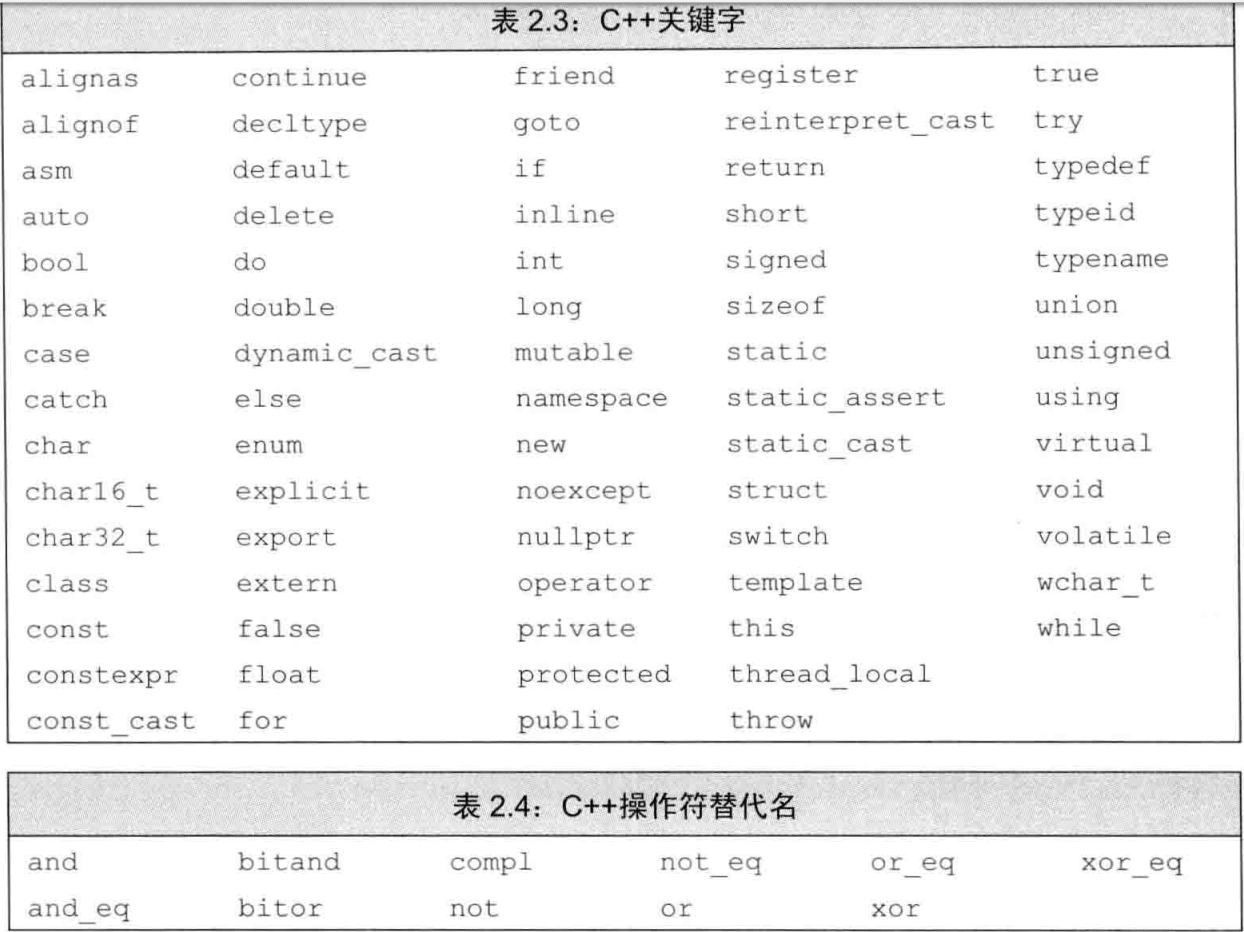 表 2.3：C++关键字
alignas continue friend register true
alignof decltype goto reinterpret_cast try
asm default if return typedef
auto delete inline short typeid
bool do int signed typename
break double long sizeof union
case dynamic_cast mutable static unsigned
catch else namespace static_assert using
char enum new static_cast virtual
char16_t explicit noexcept struct void
char32_t export nullptr switch volatile
class extern operator template wchar_t
const false private this while
constexpr float protected thread_local
const_cast for public throw
表 2.4：C++操作符替代名
and bitand compl not_eq or_eq xor_eq
and_eq bitor not or xor